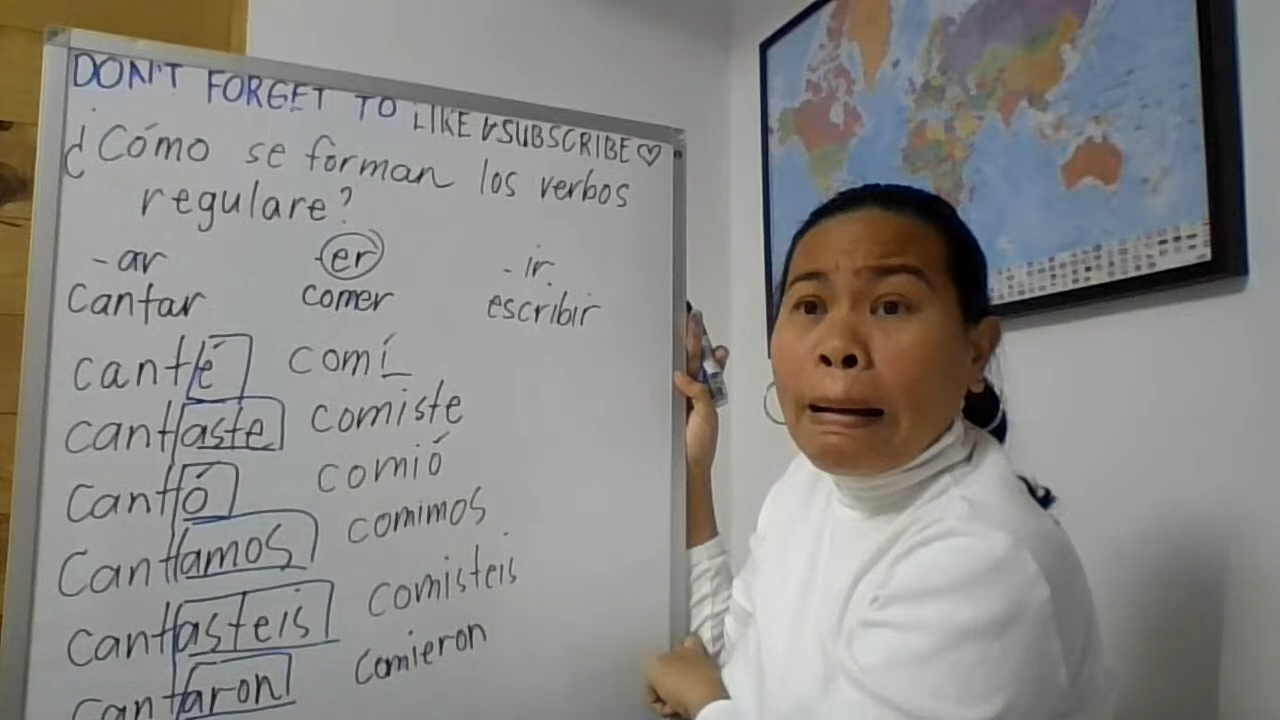 DON'T FORGET TO LIKE & SUBSCRIBE ♡
¿Cómo se forman los verbos
regulare?
-ar -er -ir
Cantar comer escribir
canté comí
cantaste comiste
cantó comió
Cantamos comimos
cantasteis comisteis
cantaron comieron